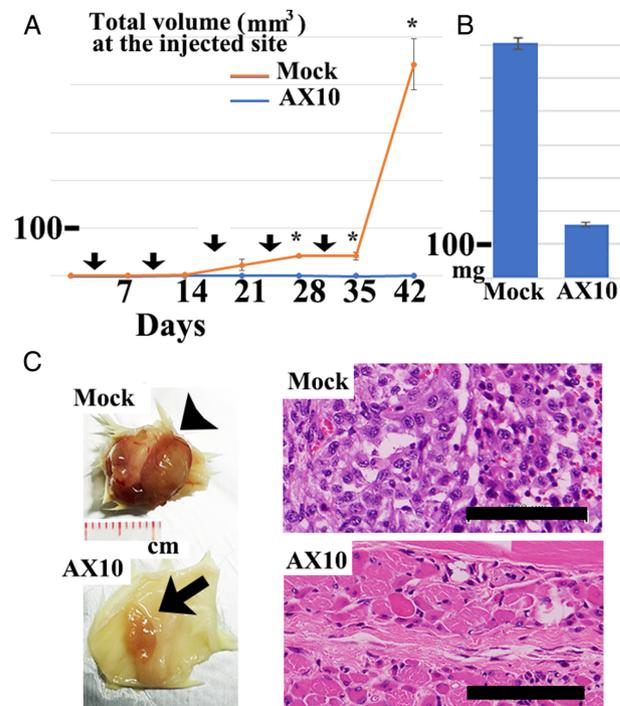 A
Total volume (mm³)
at the injected site
Mock
AX10
*
100
* *
7 14 21 28 35 42
Days
B
100
mg
Mock AX10
C
Mock
cm
AX10
Mock
AX10